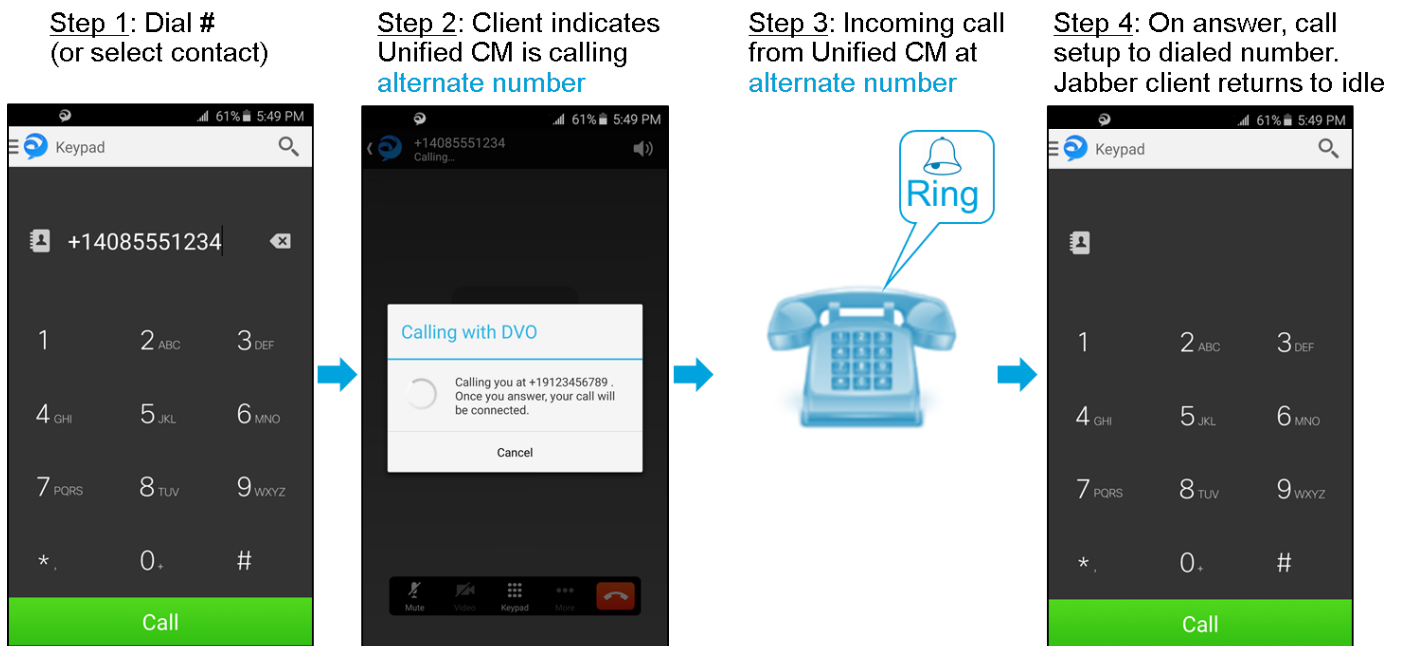 Step 1: Dial #
(or select contact)
Step 2: Client indicates
Unified CM is calling
alternate number
Step 3: Incoming call
from Unified CM at
alternate number
Step 4: On answer, call
setup to dialed number.
Jabber client returns to idle
61% 5:49 PM
Keypad
+14085551234
1 2 ABC 3 DEF
4 GHI 5 JKL 6 MNO
7 PQRS 8 TUV 9 WXYZ
* , 0 + #
Call
61% 5:49 PM
+14085551234
Calling...
Calling with DVO
Calling you at +19123456789 .
Once you answer, your call will
be connected.
Cancel
Mute Video Keypad More
Ring
61% 5:49 PM
Keypad
1 2 ABC 3 DEF
4 GHI 5 JKL 6 MNO
7 PQRS 8 TUV 9 WXYZ
* , 0 + #
Call